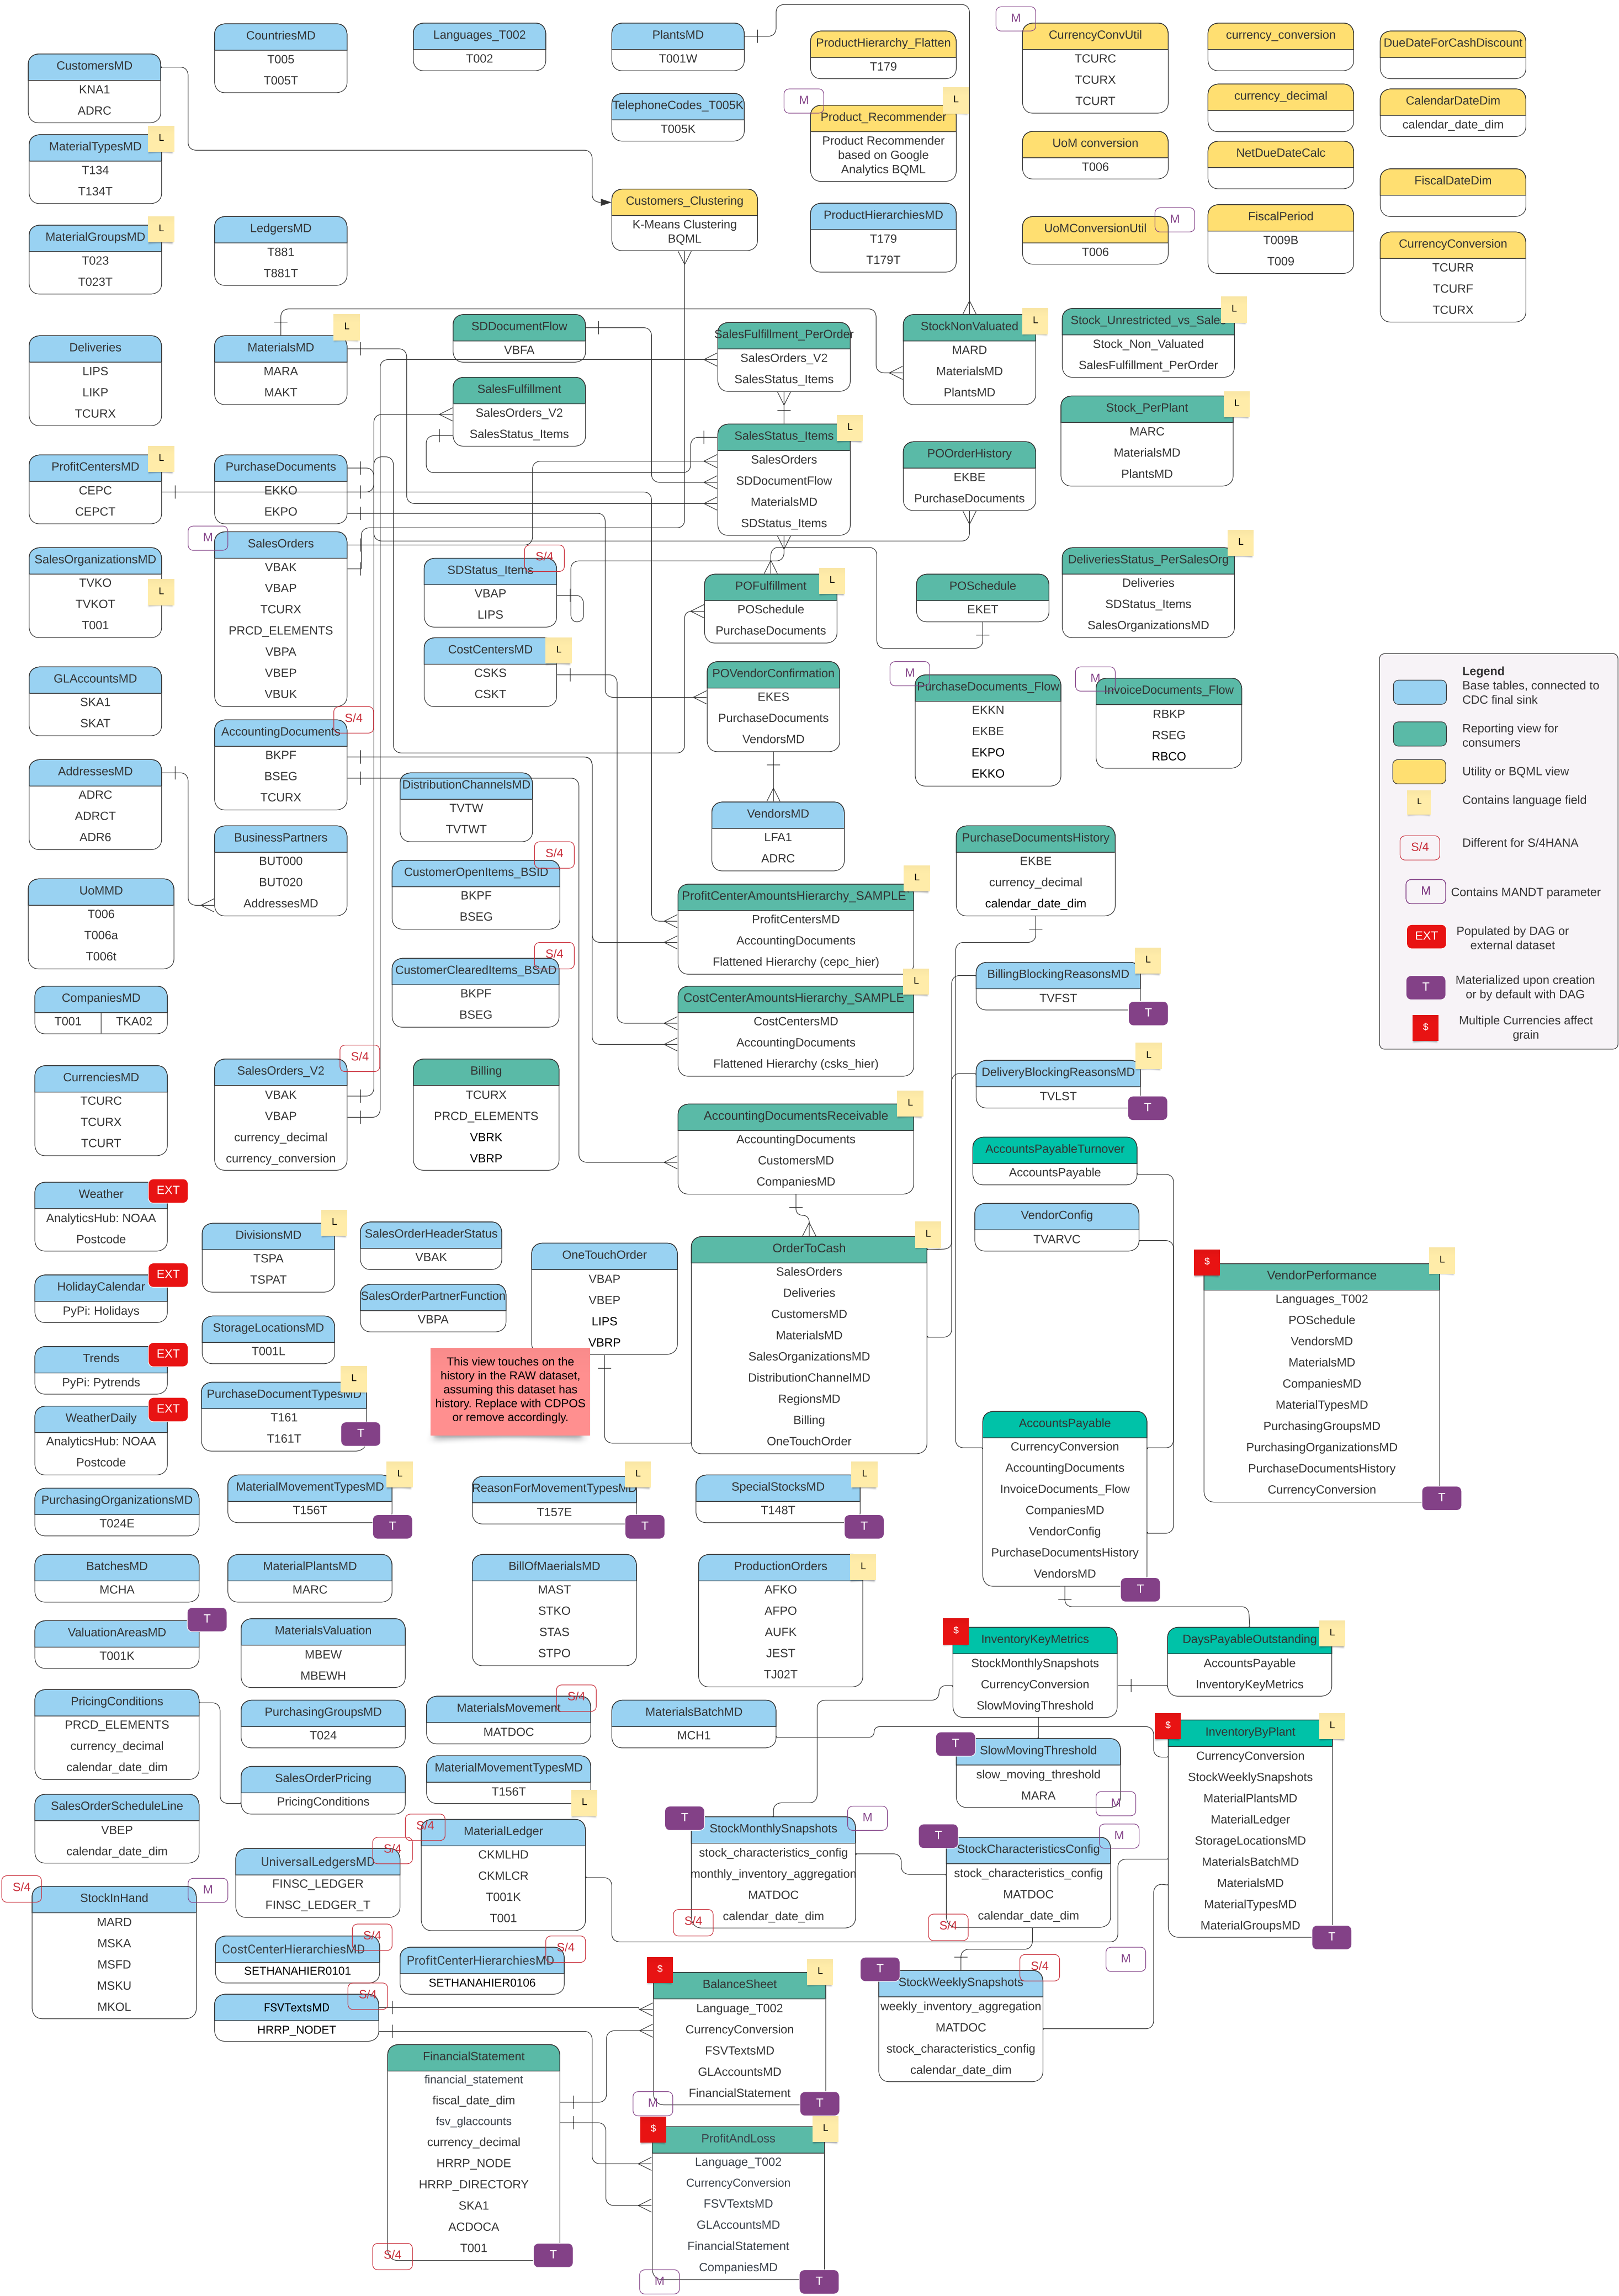 CustomersMD
KNA1
ADRC
CountriesMD
T005
T005T
Languages_T002
T002
PlantsMD
T001W
TelephoneCodes_T005K
T005K
ProductHierarchy_Flatten
T179
M
L
Product_Recommender
Product Recommender
based on Google
Analytics BQML
M
CurrencyConvUtil
TCURC
TCURX
TCURT
currency_conversion
DueDateForCashDiscount
currency_decimal
CalendarDateDim
calendar_date_dim
UoM conversion
T006
NetDueDateCalc
FiscalDateDim
L
MaterialTypesMD
T134
T134T
Customers_Clustering
K-Means Clustering
BQML
ProductHierarchiesMD
T179
T179T
M
UoMConversionUtil
T006
FiscalPeriod
T009B
T009
CurrencyConversion
TCURR
TCURF
TCURX
L
MaterialGroupsMD
T023
T023T
LedgersMD
T881
T881T
Deliveries
LIPS
LIKP
TCURX
L
MaterialsMD
MARA
MAKT
SDDocumentFlow
VBFA
SalesFulfillment
SalesOrders_V2
SalesStatus_Items
SalesFulfillment_PerOrder
SalesOrders_V2
SalesStatus_Items
L
StockNonValuated
MARD
MaterialsMD
PlantsMD
L
Stock_Unrestricted_vs_Sales
Stock_Non_Valuated
SalesFulfillment_PerOrder
L
Stock_PerPlant
MARC
MaterialsMD
PlantsMD
L
ProfitCentersMD
CEPC
CEPCT
PurchaseDocuments
EKKO
EKPO
L
SalesStatus_Items
SalesOrders
SDDocumentFlow
MaterialsMD
SDStatus_Items
POOrderHistory
EKBE
PurchaseDocuments
SalesOrganizationsMD
TVKO
TVKOT
T001
L
M
SalesOrders
VBAK
VBAP
TCURX
PRCD_ELEMENTS
VBPA
VBEP
VBUK
S/4
SDStatus_Items
VBAP
LIPS
L
POFulfillment
POSchedule
PurchaseDocuments
POSchedule
EKET
L
DeliveriesStatus_PerSalesOrg
Deliveries
SDStatus_Items
SalesOrganizationsMD
GLAccountsMD
SKA1
SKAT
L
CostCentersMD
CSKS
CSKT
POVendorConfirmation
EKES
PurchaseDocuments
VendorsMD
M
PurchaseDocuments_Flow
EKKN
EKBE
EKPO
EKKO
M
InvoiceDocuments_Flow
RBKP
RSEG
RBCO
Legend
Base tables, connected to
CDC final sink
Reporting view for
consumers
Utility or BQML view
L
Contains language field
S/4
Different for S/4HANA
M
Contains MANDT parameter
EXT
Populated by DAG or
external dataset
T
Materialized upon creation
or by default with DAG
$
Multiple Currencies affect
grain
S/4
AccountingDocuments
BKPF
BSEG
TCURX
AddressesMD
ADRC
ADRCT
ADR6
DistributionChannelsMD
TVTW
TVTWT
VendorsMD
LFA1
ADRC
BusinessPartners
BUT000
BUT020
AddressesMD
UoMMD
T006
T006a
T006t
S/4
CustomerOpenItems_BSID
BKPF
BSEG
L
ProfitCenterAmountsHierarchy_SAMPLE
ProfitCentersMD
AccountingDocuments
Flattened Hierarchy (cepc_hier)
PurchaseDocumentsHistory
EKBE
currency_decimal
calendar_date_dim
S/4
CustomerClearedItems_BSAD
BKPF
BSEG
L
CostCenterAmountsHierarchy_SAMPLE
CostCentersMD
AccountingDocuments
Flattened Hierarchy (csks_hier)
L
BillingBlockingReasonsMD
TVFST
T
CompaniesMD
T001
TKA02
CurrenciesMD
TCURC
TCURX
TCURT
S/4
SalesOrders_V2
VBAK
VBAP
currency_decimal
currency_conversion
Billing
TCURX
PRCD_ELEMENTS
VBRK
VBRP
L
AccountingDocumentsReceivable
AccountingDocuments
CustomersMD
CompaniesMD
L
DeliveryBlockingReasonsMD
TVLST
T
AccountsPayableTurnover
AccountsPayable
VendorConfig
TVARVC
EXT
Weather
AnalyticsHub: NOAA
Postcode
L
DivisionsMD
TSPA
TSPAT
SalesOrderHeaderStatus
VBAK
SalesOrderPartnerFunction
VBPA
OneTouchOrder
VBAP
VBEP
LIPS
VBRP
This view touches on the
history in the RAW dataset,
assuming this dataset has
history. Replace with CDPOS
or remove accordingly.
L
OrderToCash
SalesOrders
Deliveries
CustomersMD
MaterialsMD
SalesOrganizationsMD
DistributionChannelMD
RegionsMD
Billing
OneTouchOrder
$
L
VendorPerformance
Languages_T002
POSchedule
VendorsMD
MaterialsMD
CompaniesMD
MaterialTypesMD
PurchasingGroupsMD
PurchasingOrganizationsMD
PurchaseDocumentsHistory
CurrencyConversion
T
EXT
HolidayCalendar
PyPi: Holidays
StorageLocationsMD
T001L
EXT
Trends
PyPi: Pytrends
L
PurchaseDocumentTypesMD
T161
T161T
T
EXT
WeatherDaily
AnalyticsHub: NOAA
Postcode
AccountsPayable
CurrencyConversion
AccountingDocuments
InvoiceDocuments_Flow
CompaniesMD
VendorConfig
PurchaseDocumentsHistory
VendorsMD
T
PurchasingOrganizationsMD
T024E
L
MaterialMovementTypesMD
T156T
T
L
ReasonForMovementTypesMD
T157E
T
L
SpecialStocksMD
T148T
T
BatchesMD
MCHA
MaterialPlantsMD
MARC
BillOfMaerialsMD
MAST
STKO
STAS
STPO
L
ProductionOrders
AFKO
AFPO
AUFK
JEST
TJ02T
T
ValuationAreasMD
T001K
MaterialsValuation
MBEW
MBEWH
$
InventoryKeyMetrics
StockMonthlySnapshots
CurrencyConversion
SlowMovingThreshold
L
DaysPayableOutstanding
AccountsPayable
InventoryKeyMetrics
PricingConditions
PRCD_ELEMENTS
currency_decimal
calendar_date_dim
PurchasingGroupsMD
T024
S/4
MaterialsMovement
MATDOC
MaterialsBatchMD
MCH1
T
SlowMovingThreshold
slow_moving_threshold
MARA
M
$
L
InventoryByPlant
CurrencyConversion
StockWeeklySnapshots
MaterialPlantsMD
MaterialLedger
StorageLocationsMD
MaterialsBatchMD
MaterialsMD
MaterialTypesMD
MaterialGroupsMD
T
SalesOrderPricing
PricingConditions
MaterialMovementTypesMD
T156T
L
SalesOrderScheduleLine
VBEP
calendar_date_dim
S/4
MaterialLedger
CKMLHD
CKMLCR
T001K
T001
T
M
StockMonthlySnapshots
stock_characteristics_config
monthly_inventory_aggregation
MATDOC
calendar_date_dim
S/4
T
M
StockCharacteristicsConfig
stock_characteristics_config
MATDOC
calendar_date_dim
S/4
S/4
UniversalLedgersMD
FINSC_LEDGER
FINSC_LEDGER_T
S/4
M
StockInHand
MARD
MSKA
MSFD
MSKU
MKOL
S/4
CostCenterHierarchiesMD
SETHANAHIER0101
S/4
ProfitCenterHierarchiesMD
SETHANAHIER0106
M
S/4
FSVTextsMD
HRRP_NODET
$
L
BalanceSheet
Language_T002
CurrencyConversion
FSVTextsMD
GLAccountsMD
FinancialStatement
M
T
T
S/4
StockWeeklySnapshots
weekly_inventory_aggregation
MATDOC
stock_characteristics_config
calendar_date_dim
FinancialStatement
financial_statement
fiscal_date_dim
fsv_glaccounts
currency_decimal
HRRP_NODE
HRRP_DIRECTORY
SKA1
ACDOCA
T001
S/4
T
$
L
ProfitAndLoss
Language_T002
CurrencyConversion
FSVTextsMD
GLAccountsMD
FinancialStatement
CompaniesMD
M
T